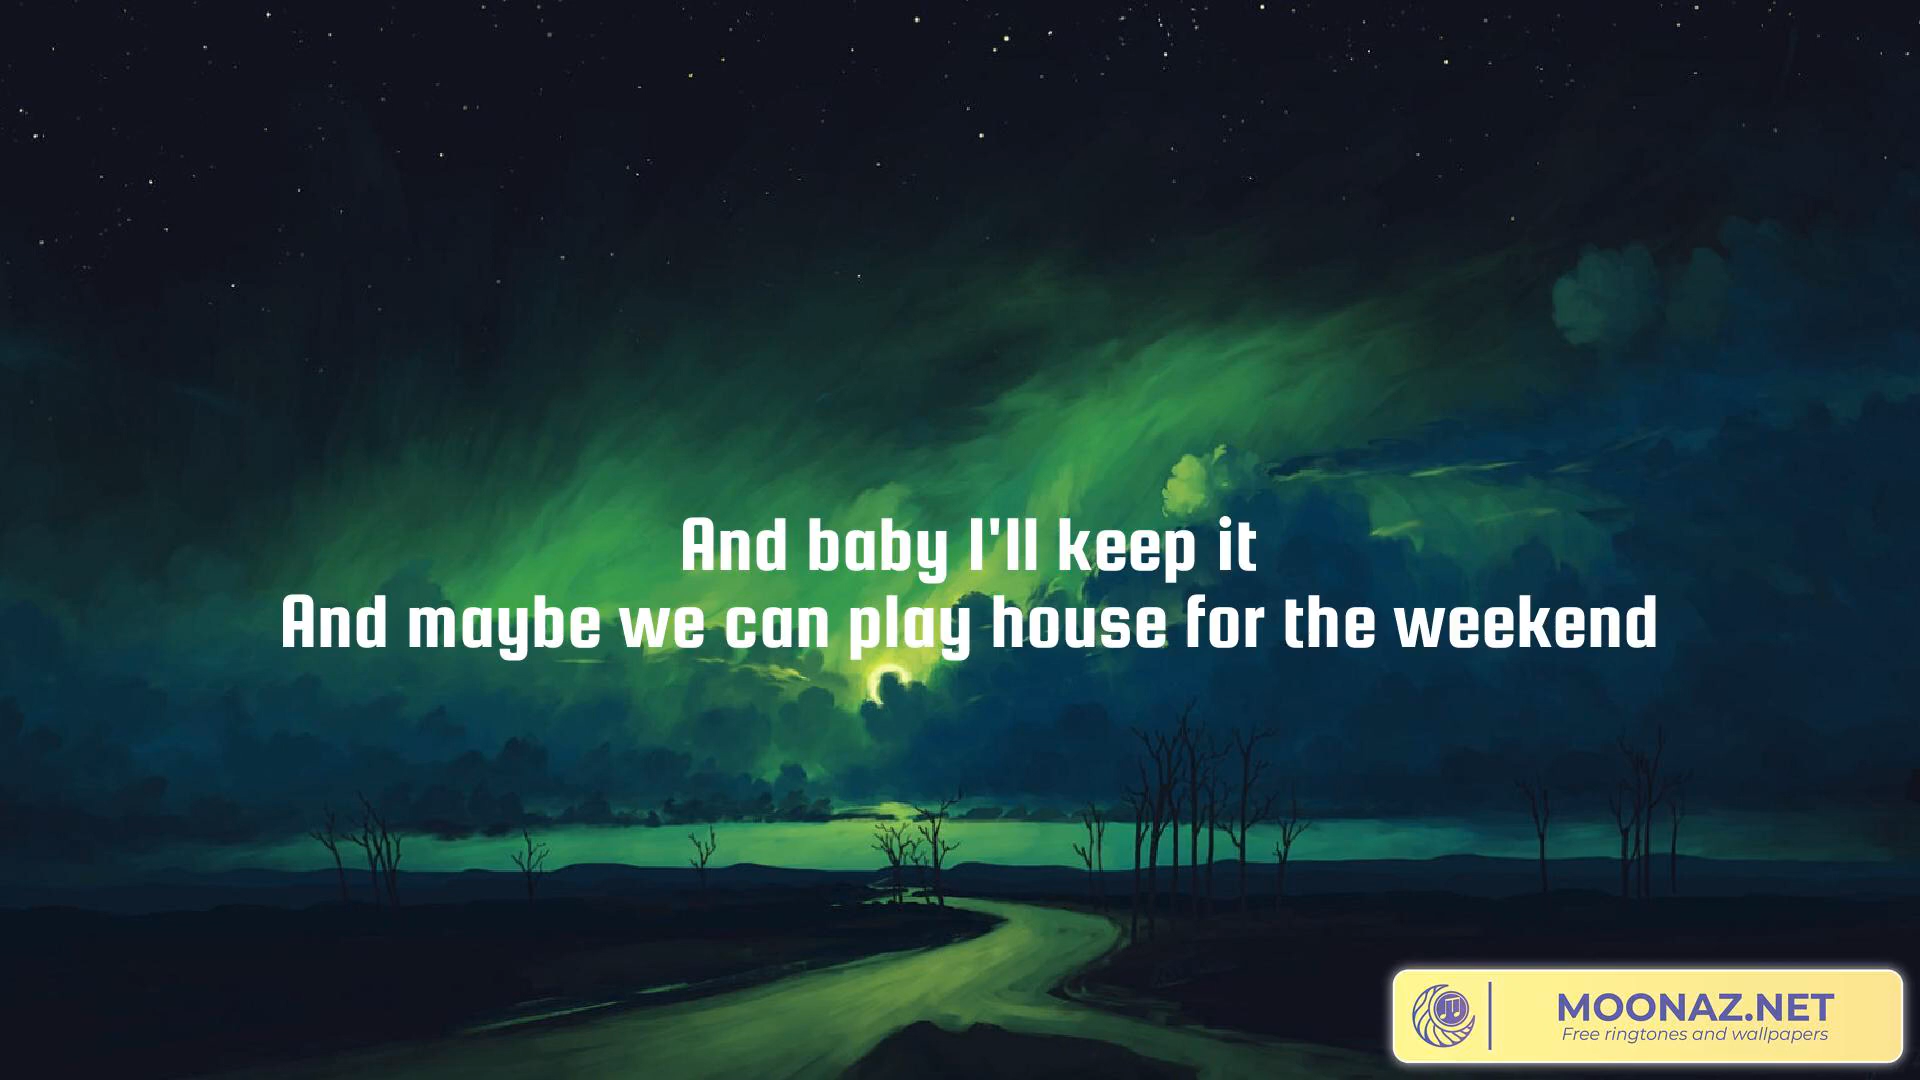 And baby I'll keep it
And maybe we can play house for the weekend
MOONAZ.NET
Free ringtones and wallpapers